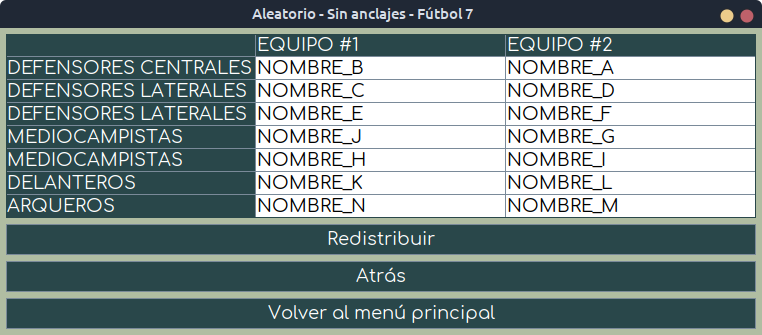 Aleatorio - Sin anclajes - Fútbol 7
EQUIPO #1 EQUIPO #2
DEFENSORES CENTRALES NOMBRE_B NOMBRE_A
DEFENSORES LATERALES NOMBRE_C NOMBRE_D
DEFENSORES LATERALES NOMBRE_E NOMBRE_F
MEDIOCAMPISTAS NOMBRE_J NOMBRE_G
MEDIOCAMPISTAS NOMBRE_H NOMBRE_I
DELANTEROS NOMBRE_K NOMBRE_L
ARQUEROS NOMBRE_N NOMBRE_M
Redistribuir
Atrás
Volver al menú principal